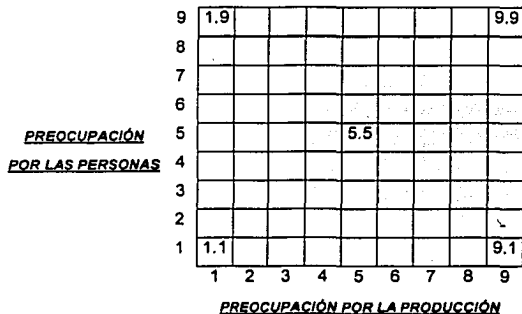 9 1.9 9.9
8
7
6
PREOCUPACIÓN 5 5.5
POR LAS PERSONAS 4
3
2
1 1.1 9.1
1 2 3 4 5 6 7 8 9
PREOCUPACIÓN POR LA PRODUCCIÓN